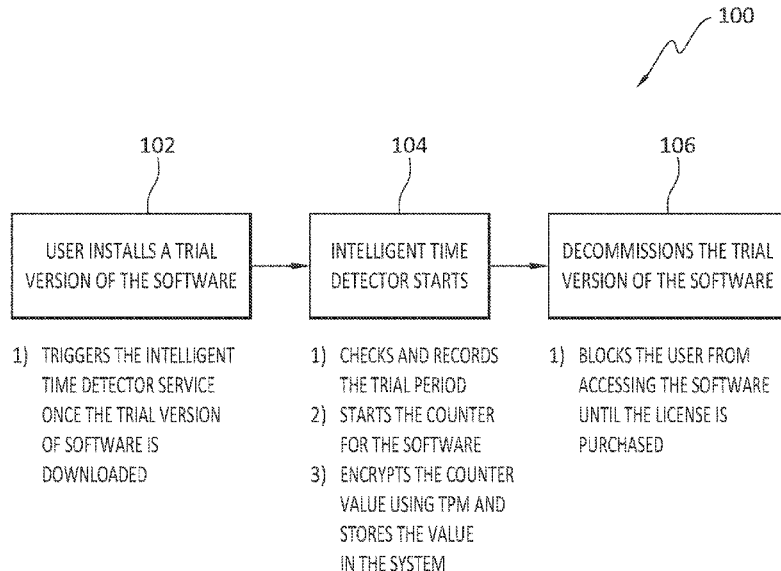 100
102
104
106
USER INSTALLS A TRIAL
VERSION OF THE SOFTWARE
INTELLIGENT TIME
DETECTOR STARTS
DECOMMISSIONS THE TRIAL
VERSION OF THE SOFTWARE
1) TRIGGERS THE INTELLIGENT
TIME DETECTOR SERVICE
ONCE THE TRIAL VERSION
OF SOFTWARE IS
DOWNLOADED
1) CHECKS AND RECORDS
THE TRIAL PERIOD
2) STARTS THE COUNTER
FOR THE SOFTWARE
3) ENCRYPTS THE COUNTER
VALUE USING TPM AND
STORES THE VALUE
IN THE SYSTEM
1) BLOCKS THE USER FROM
ACCESSING THE SOFTWARE
UNTIL THE LICENSE IS
PURCHASED